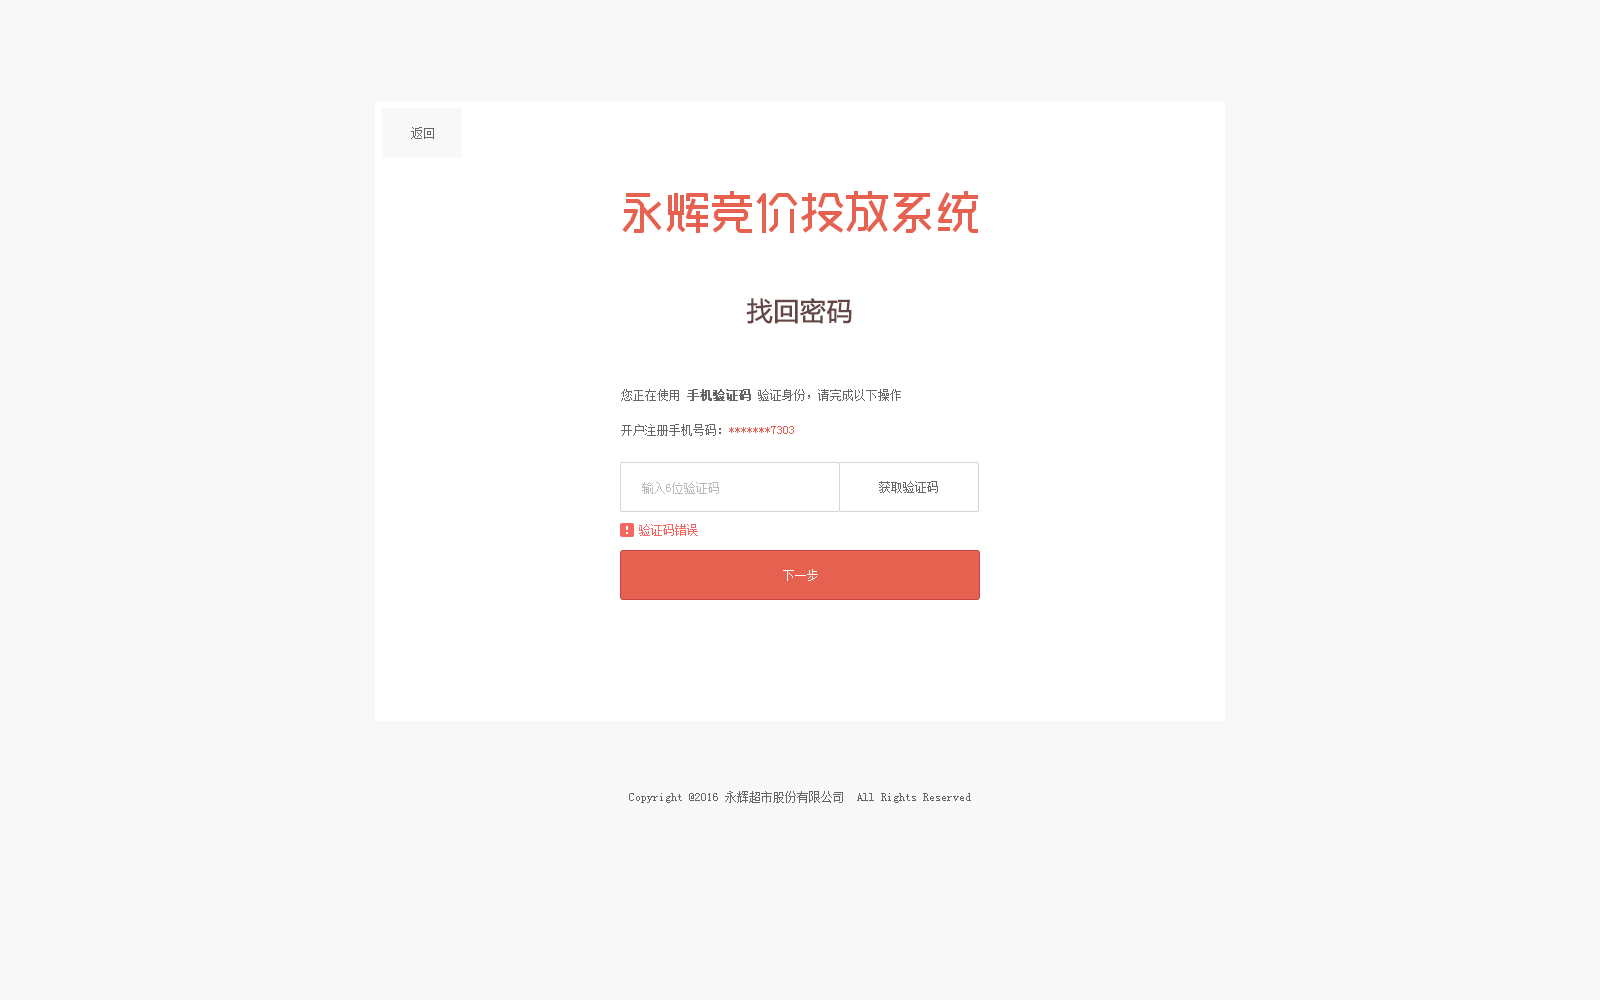 返回
永辉竞价投放系统
找回密码
您正在使用 手机验证码 验证身份，请完成以下操作
开户注册手机号码：*******7303
输入6位验证码 获取验证码
验证码错误
下一步
Copyright @2016 永辉超市股份有限公司 All Rights Reserved